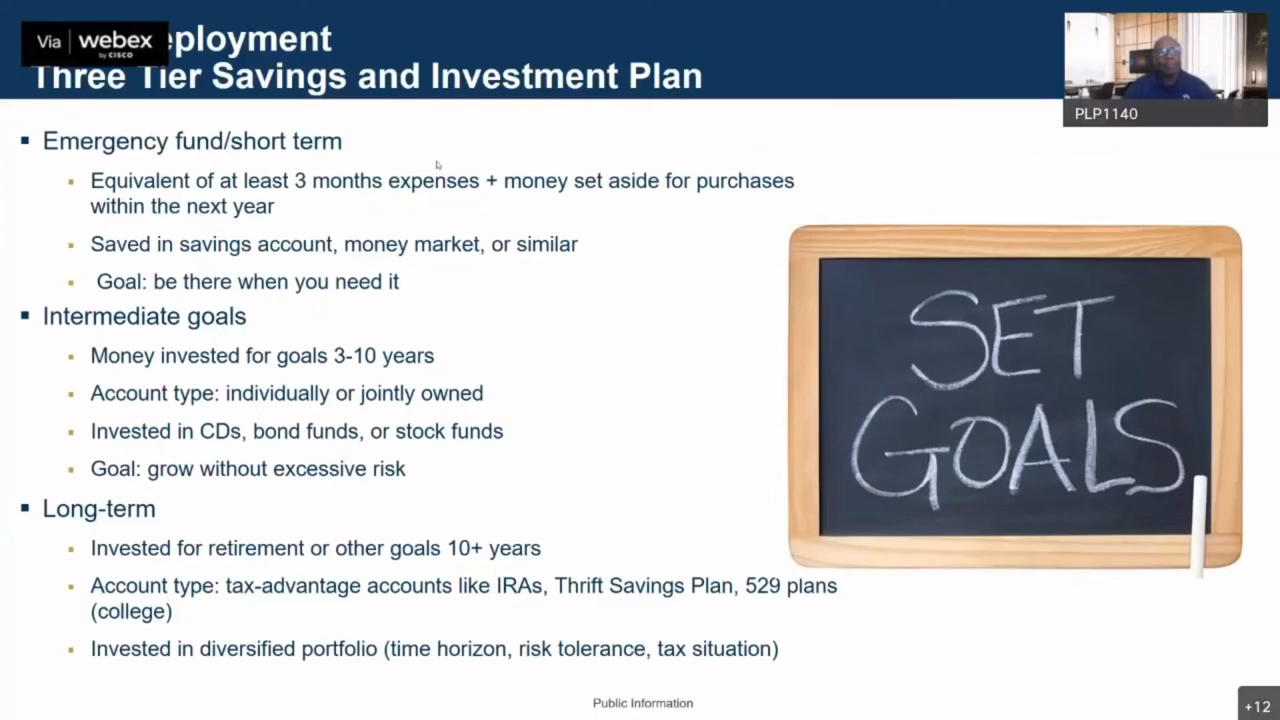 Via webex
by CISCO
eployment
Three Tier Savings and Investment Plan
PLP1140
▪ Emergency fund/short term
▪ Equivalent of at least 3 months expenses + money set aside for purchases
within the next year
▪ Saved in savings account, money market, or similar
▪ Goal: be there when you need it
▪ Intermediate goals
▪ Money invested for goals 3-10 years
▪ Account type: individually or jointly owned
▪ Invested in CDs, bond funds, or stock funds
▪ Goal: grow without excessive risk
▪ Long-term
▪ Invested for retirement or other goals 10+ years
▪ Account type: tax-advantage accounts like IRAs, Thrift Savings Plan, 529 plans
(college)
▪ Invested in diversified portfolio (time horizon, risk tolerance, tax situation)
SET
GOALS
Public Information
+12